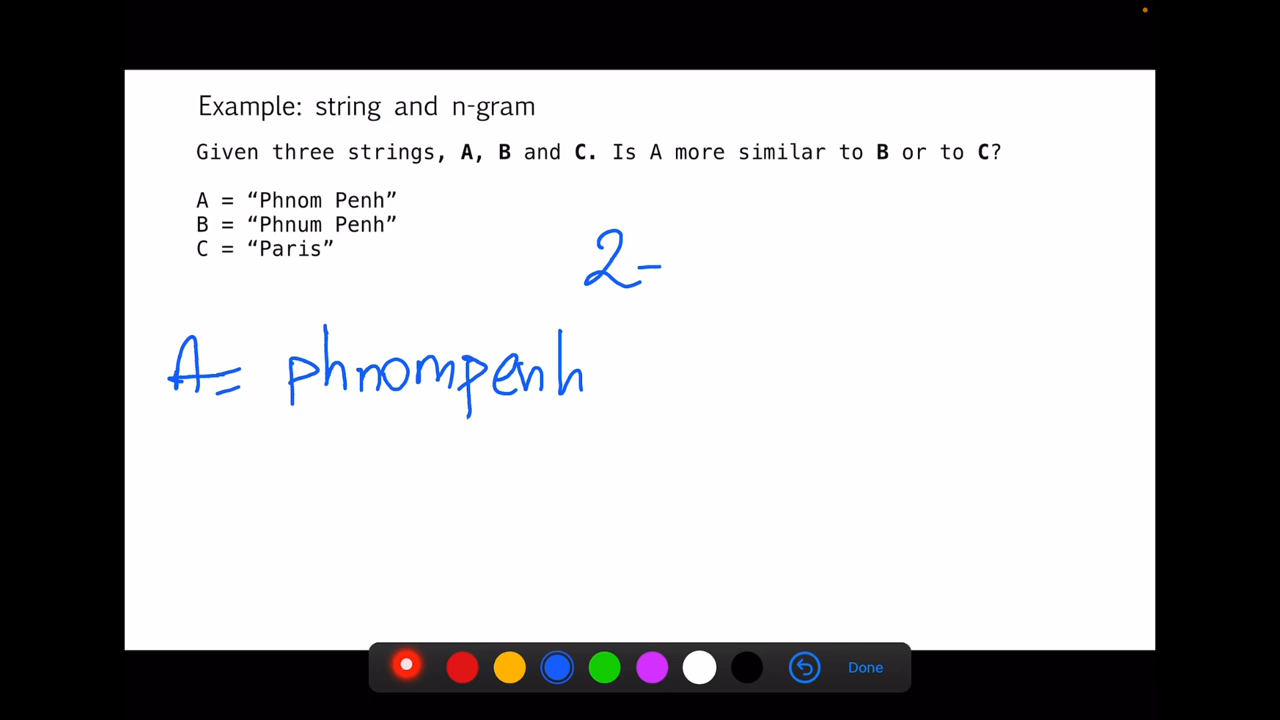 Example: string and n-gram
Given three strings, A, B and C. Is A more similar to B or to C?
A = “Phnom Penh”
B = “Phnum Penh”
C = “Paris”
2-
A= phnompenh
Done